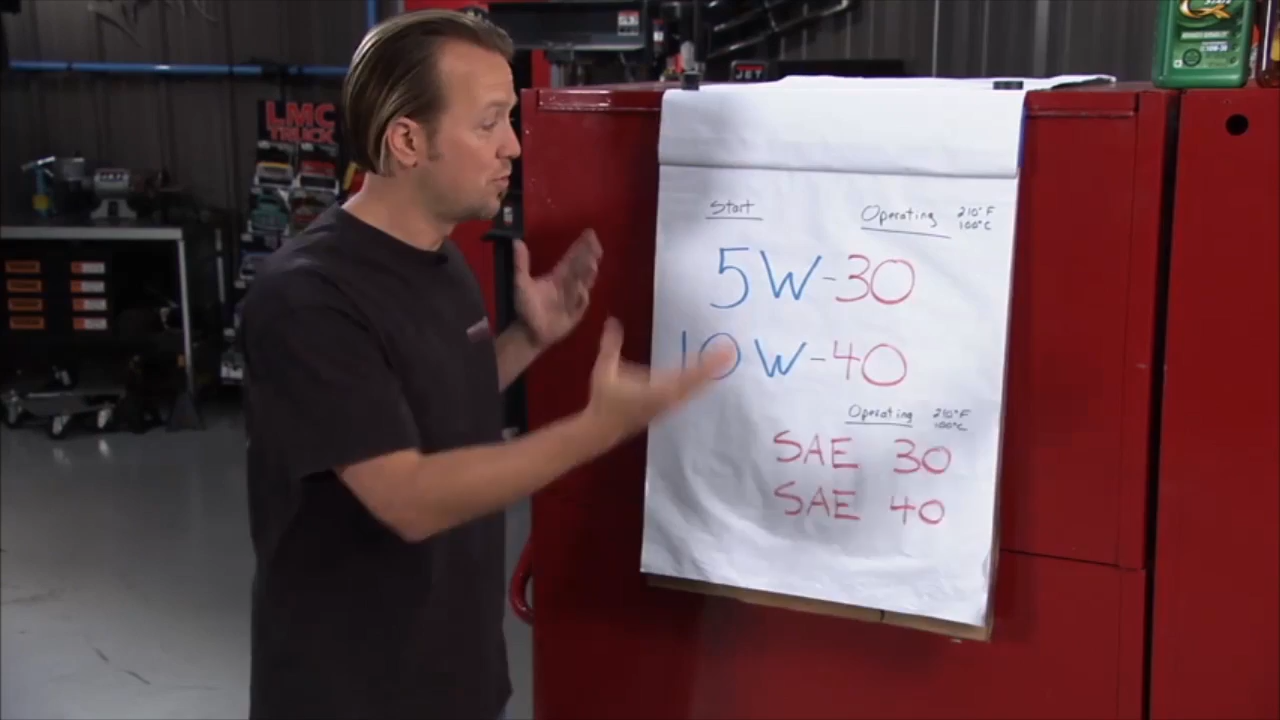 LMC
TRUCK
JET
Start
Operating 210°F
100°C
5W-30
10W-40
Operating 210°F
100°C
SAE 30
SAE 40